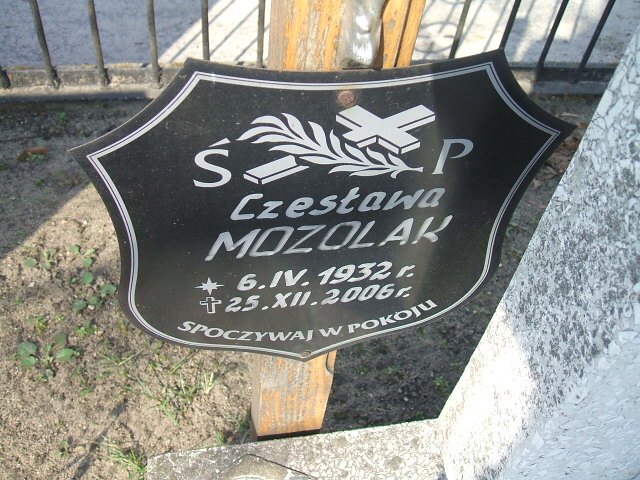 Ś P
Czesława
MOZOLAK
6.IV.1932 r.
25.XII.2006 r.
SPOCZYWAJ W POKOJU